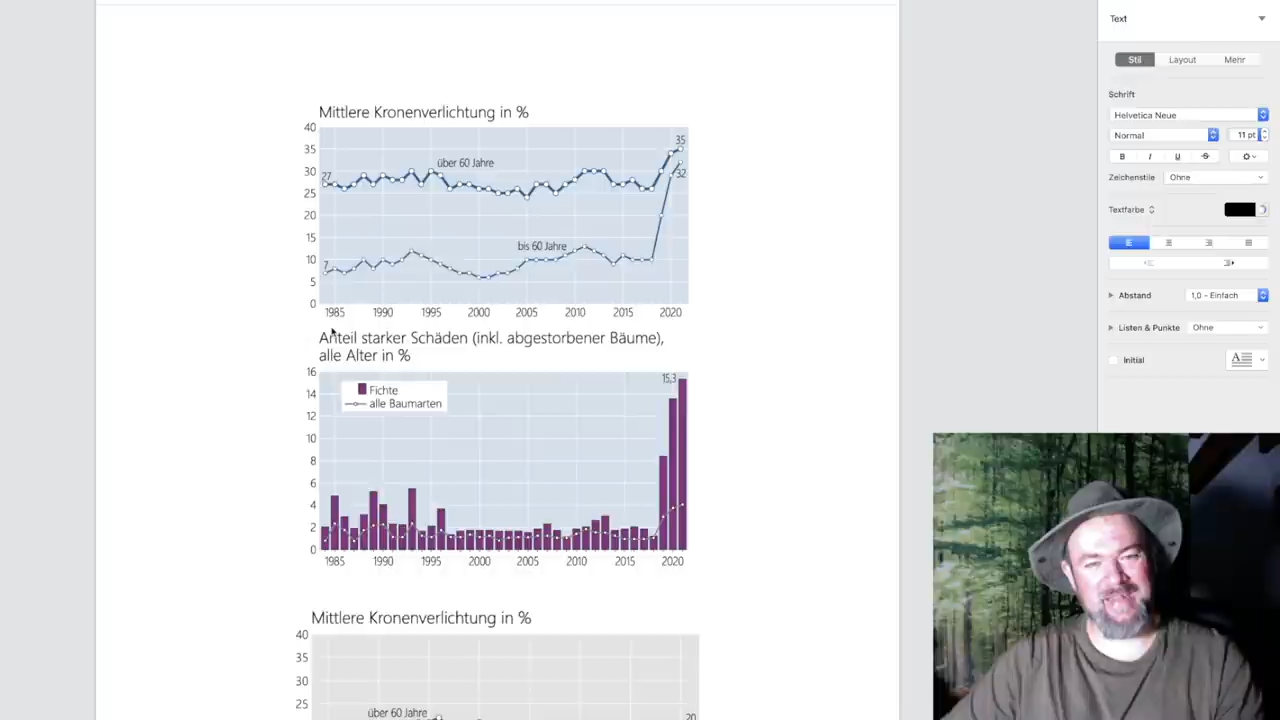 Text
Stil Layout Mehr
Schrift
Helvetica Neue
Normal 11 pt
B I U S
Zeichenstile Ohne
Textfarbe
Abstand 1,0 - Einfach
Listen & Punkte Ohne
Initial A
Mittlere Kronenverlichtung in %
40
35
30
25
20
15
10
5
0
27
über 60 Jahre
35
32
bis 60 Jahre
7
1985 1990 1995 2000 2005 2010 2015 2020
Anteil starker Schäden (inkl. abgestorbener Bäume),
alle Alter in %
16
14
12
10
8
6
4
2
0
Fichte
alle Baumarten
15,3
1985 1990 1995 2000 2005 2010 2015 2020
Mittlere Kronenverlichtung in %
40
35
30
25
über 60 Jahre
20